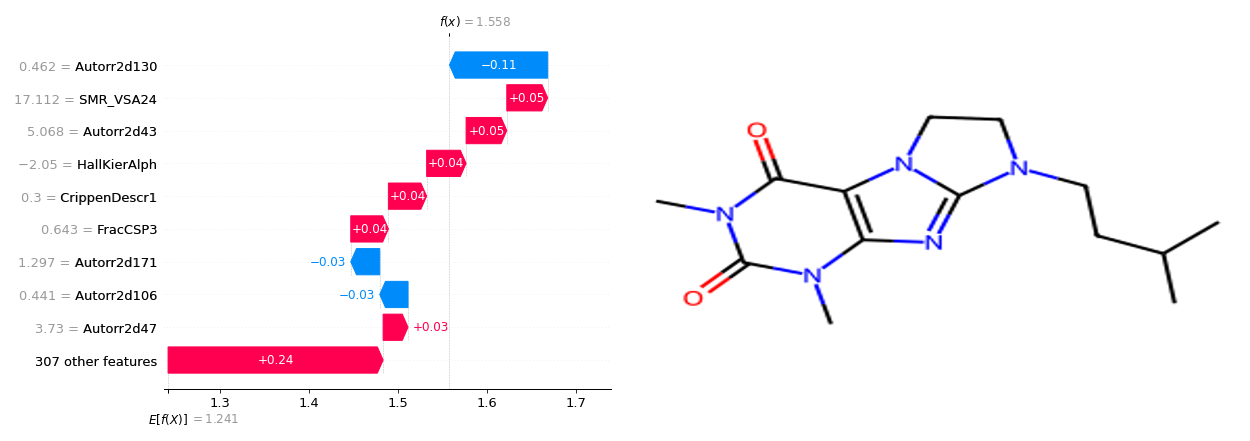 f(x) = 1.558
0.462 = Autorr2d130
−0.11
17.112 = SMR_VSA24
+0.05
5.068 = Autorr2d43
+0.05
−2.05 = HallKierAlph
+0.04
0.3 = CrippenDescr1
+0.04
0.643 = FracCSP3
+0.04
1.297 = Autorr2d171
−0.03
0.441 = Autorr2d106
−0.03
3.73 = Autorr2d47
+0.03
307 other features
+0.24
1.3 1.4 1.5 1.6 1.7
E[f(X)] = 1.241
O
N
N
N
N
O
N